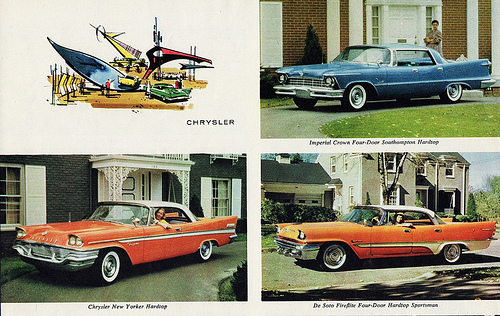 CHRYSLER
Imperial Crown Four-Door Southampton Hardtop
Chrysler New Yorker Hardtop
De Soto Fireflite Four-Door Hardtop Sportsman